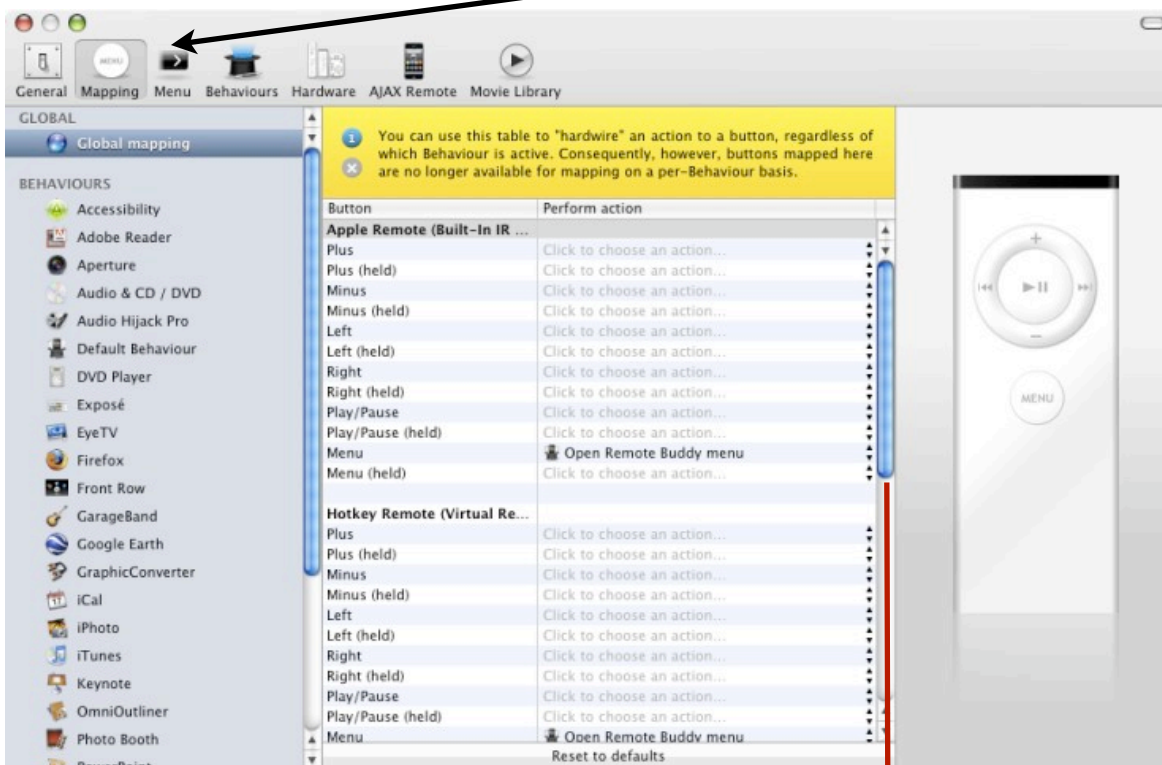 MENU
General Mapping Menu Behaviours Hardware AJAX Remote Movie Library
GLOBAL
Global mapping
BEHAVIOURS
Accessibility
Adobe Reader
Aperture
Audio & CD / DVD
Audio Hijack Pro
Default Behaviour
DVD Player
Exposé
EyeTV
Firefox
Front Row
GarageBand
Google Earth
GraphicConverter
iCal
iPhoto
iTunes
Keynote
OmniOutliner
Photo Booth
PowerPoint
You can use this table to "hardwire" an action to a button, regardless of
which Behaviour is active. Consequently, however, buttons mapped here
are no longer available for mapping on a per-Behaviour basis.
Button Perform action
Apple Remote (Built-In IR ...
Plus Click to choose an action...
Plus (held) Click to choose an action...
Minus Click to choose an action...
Minus (held) Click to choose an action...
Left Click to choose an action...
Left (held) Click to choose an action...
Right Click to choose an action...
Right (held) Click to choose an action...
Play/Pause Click to choose an action...
Play/Pause (held) Click to choose an action...
Menu Open Remote Buddy menu
Menu (held) Click to choose an action...
Hotkey Remote (Virtual Re...
Plus Click to choose an action...
Plus (held) Click to choose an action...
Minus Click to choose an action...
Minus (held) Click to choose an action...
Left Click to choose an action...
Left (held) Click to choose an action...
Right Click to choose an action...
Right (held) Click to choose an action...
Play/Pause Click to choose an action...
Play/Pause (held) Click to choose an action...
Menu Open Remote Buddy menu
Reset to defaults
MENU